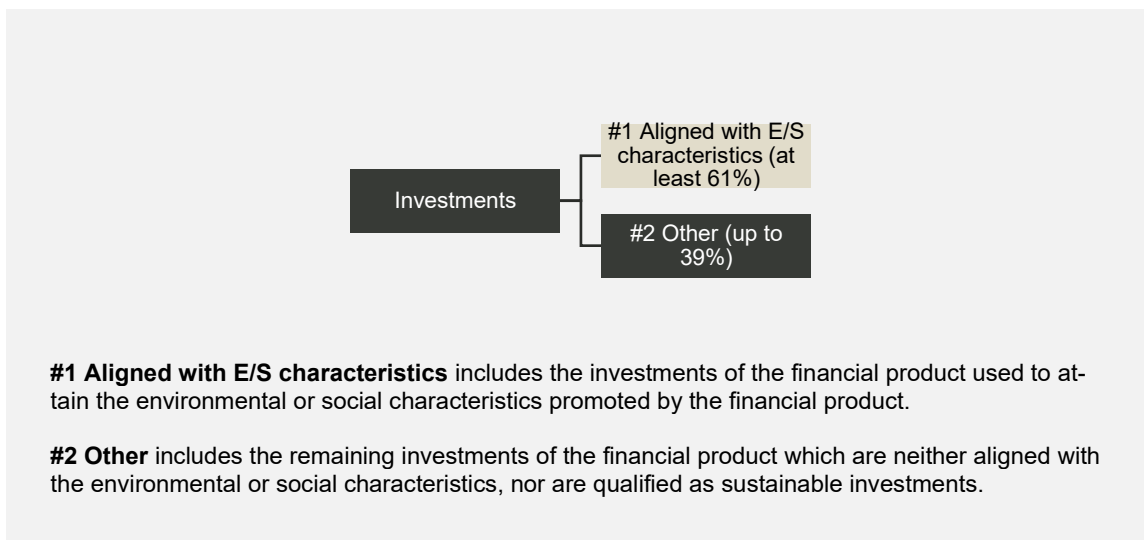 #1 Aligned with E/S
characteristics (at
least 61%)
Investments
#2 Other (up to
39%)
#1 Aligned with E/S characteristics includes the investments of the financial product used to at-
tain the environmental or social characteristics promoted by the financial product.
#2 Other includes the remaining investments of the financial product which are neither aligned with
the environmental or social characteristics, nor are qualified as sustainable investments.